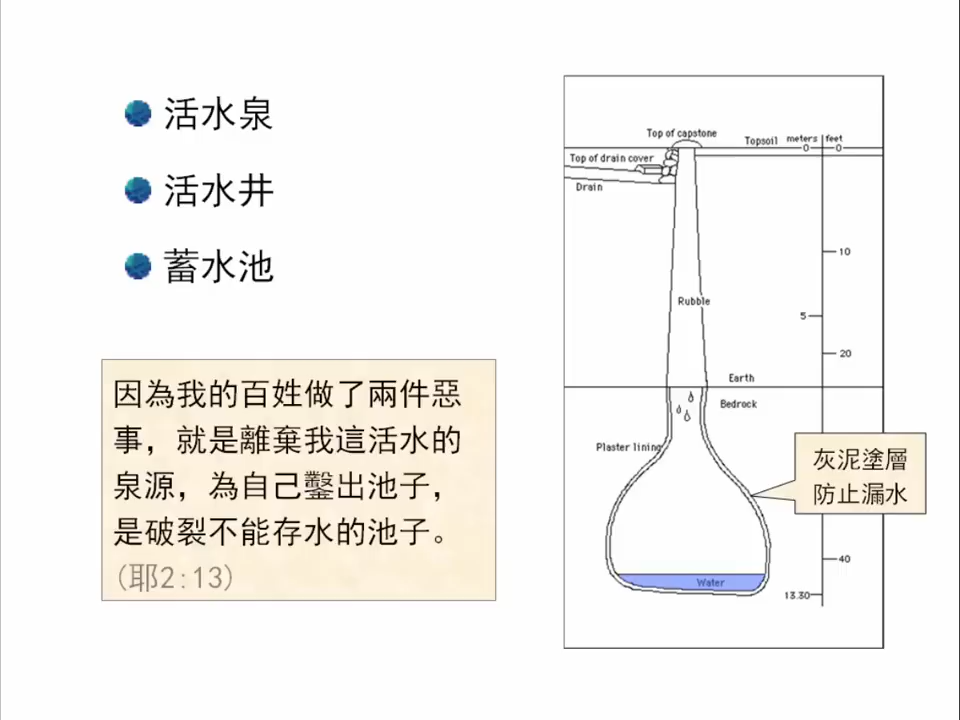 活水泉
活水井
蓄水池
因為我的百姓做了兩件惡
事，就是離棄我這活水的
泉源，為自己鑿出池子，
是破裂不能存水的池子。
(耶2:13)
Top of capstone
Topsoil
meters
feet
0
0
Top of drain cover
Drain
10
Rubble
5
20
Earth
Bedrock
Plaster lining
灰泥塗層
防止漏水
40
Water
13.30